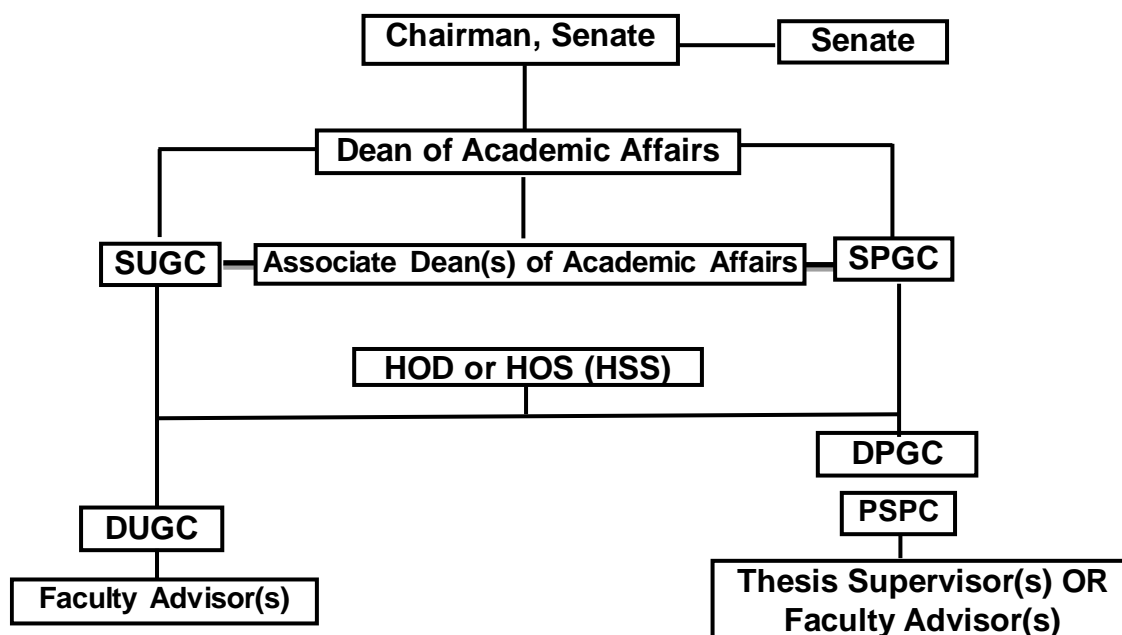 Chairman, Senate
Senate
Dean of Academic Affairs
SUGC
Associate Dean(s) of Academic Affairs
SPGC
HOD or HOS (HSS)
DPGC
PSPC
DUGC
Faculty Advisor(s)
Thesis Supervisor(s) OR
Faculty Advisor(s)